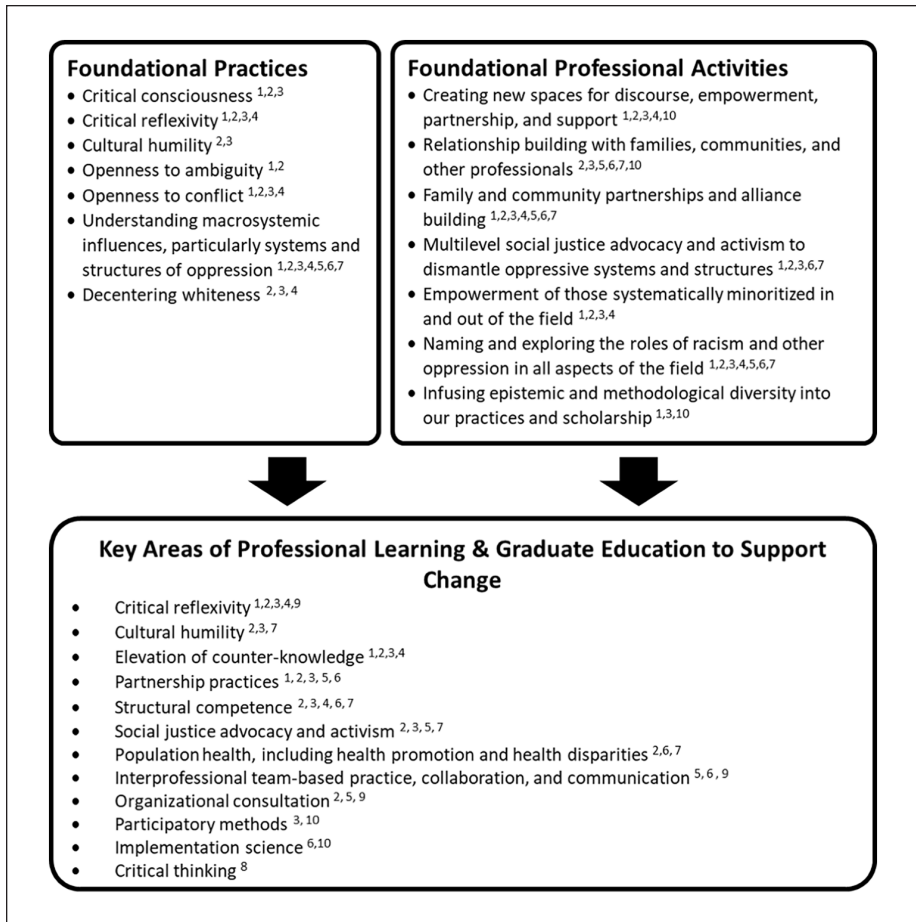 Foundational Practices
• Critical consciousness 1,2,3
• Critical reflexivity 1,2,3,4
• Cultural humility 2,3
• Openness to ambiguity 1,2
• Openness to conflict 1,2,3,4
• Understanding macrosystemic
influences, particularly systems and
structures of oppression 1,2,3,4,5,6,7
• Decentering whiteness 2, 3, 4
Foundational Professional Activities
• Creating new spaces for discourse, empowerment,
partnership, and support 1,2,3,4,10
• Relationship building with families, communities, and
other professionals 2,3,5,6,7,10
• Family and community partnerships and alliance
building 1,2,3,4,5,6,7
• Multilevel social justice advocacy and activism to
dismantle oppressive systems and structures 1,2,3,6,7
• Empowerment of those systematically minoritized in
and out of the field 1,2,3,4
• Naming and exploring the roles of racism and other
oppression in all aspects of the field 1,2,3,4,5,6,7
• Infusing epistemic and methodological diversity into
our practices and scholarship 1,3,10
Key Areas of Professional Learning & Graduate Education to Support
Change
• Critical reflexivity 1,2,3,4,9
• Cultural humility 2,3, 7
• Elevation of counter-knowledge 1,2,3,4
• Partnership practices 1, 2, 3, 5, 6
• Structural competence 2, 3, 4, 6, 7
• Social justice advocacy and activism 2, 3, 5, 7
• Population health, including health promotion and health disparities 2,6, 7
• Interprofessional team-based practice, collaboration, and communication 5, 6 , 9
• Organizational consultation 2, 5, 9
• Participatory methods 3, 10
• Implementation science 6,10
• Critical thinking 8